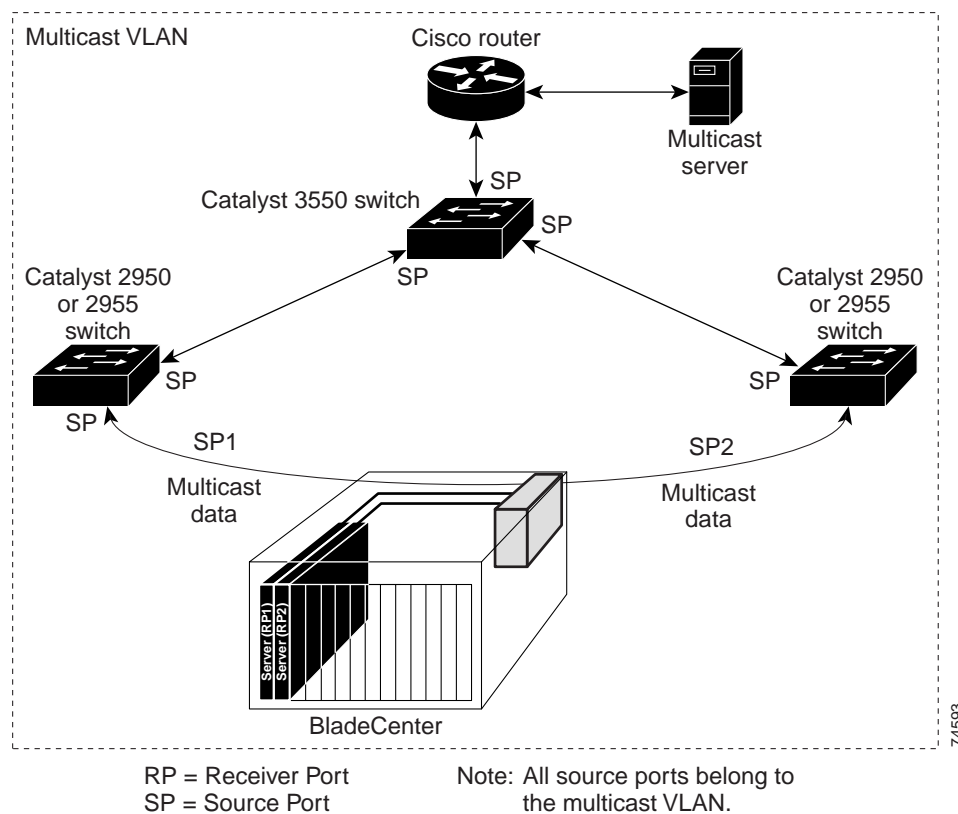 Multicast VLAN
Cisco router
Multicast
server
SP
Catalyst 3550 switch
SP
SP
Catalyst 2950
or 2955
switch
Catalyst 2950
or 2955
switch
SP
SP
SP
SP1
SP2
Multicast
data
Multicast
data
Server (RP1)
Server (RP2)
BladeCenter
74593
RP = Receiver Port
SP = Source Port
Note: All source ports belong to
the multicast VLAN.